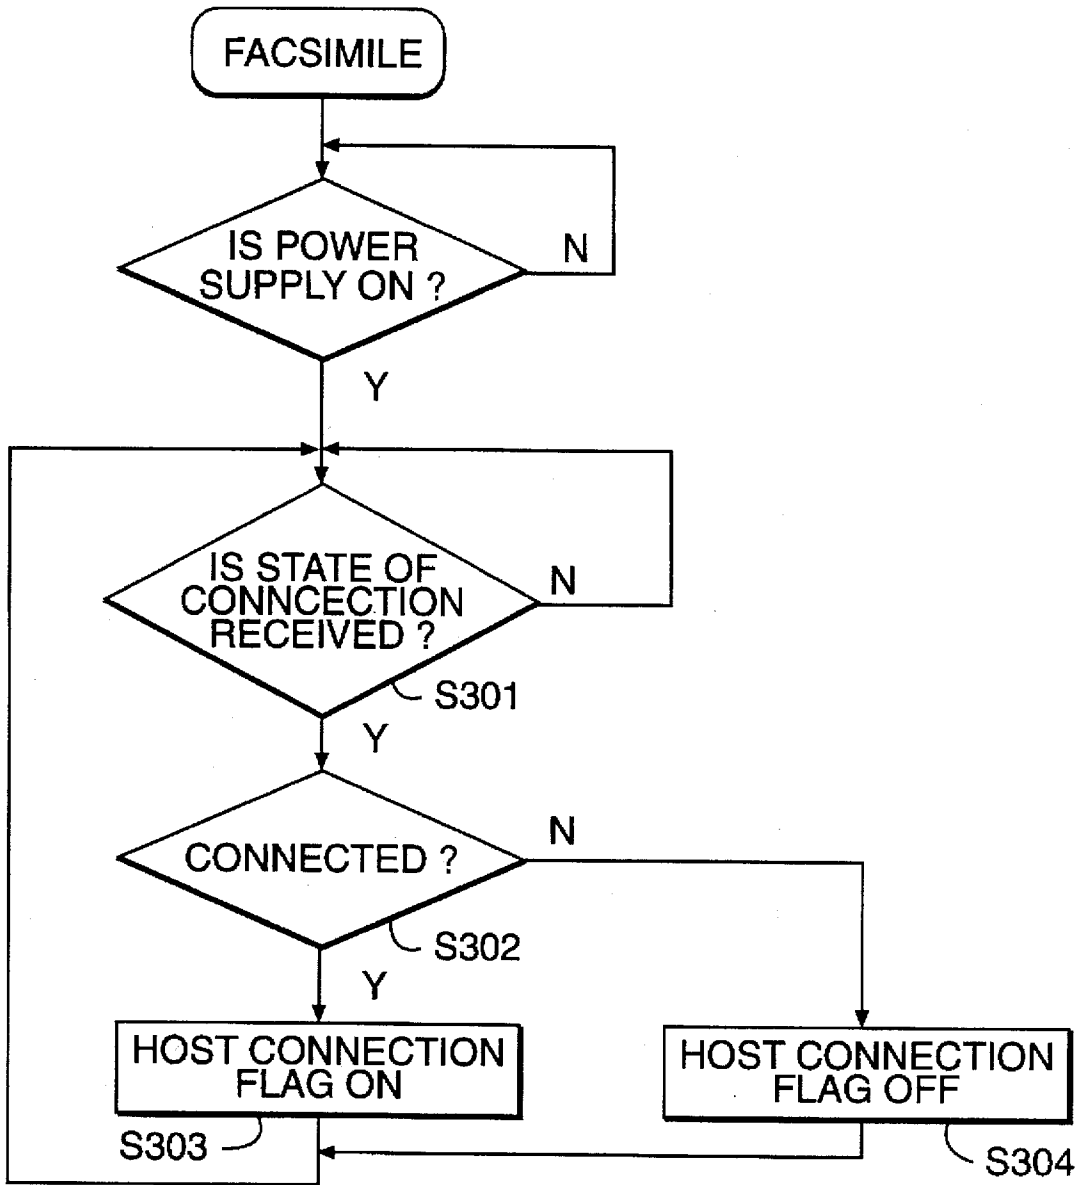 FACSIMILE
IS POWER
SUPPLY ON ?
N
Y
IS STATE OF
CONNCECTION
RECEIVED ?
N
S301
Y
CONNECTED ?
N
S302
Y
HOST CONNECTION
FLAG ON
S303
HOST CONNECTION
FLAG OFF
S304